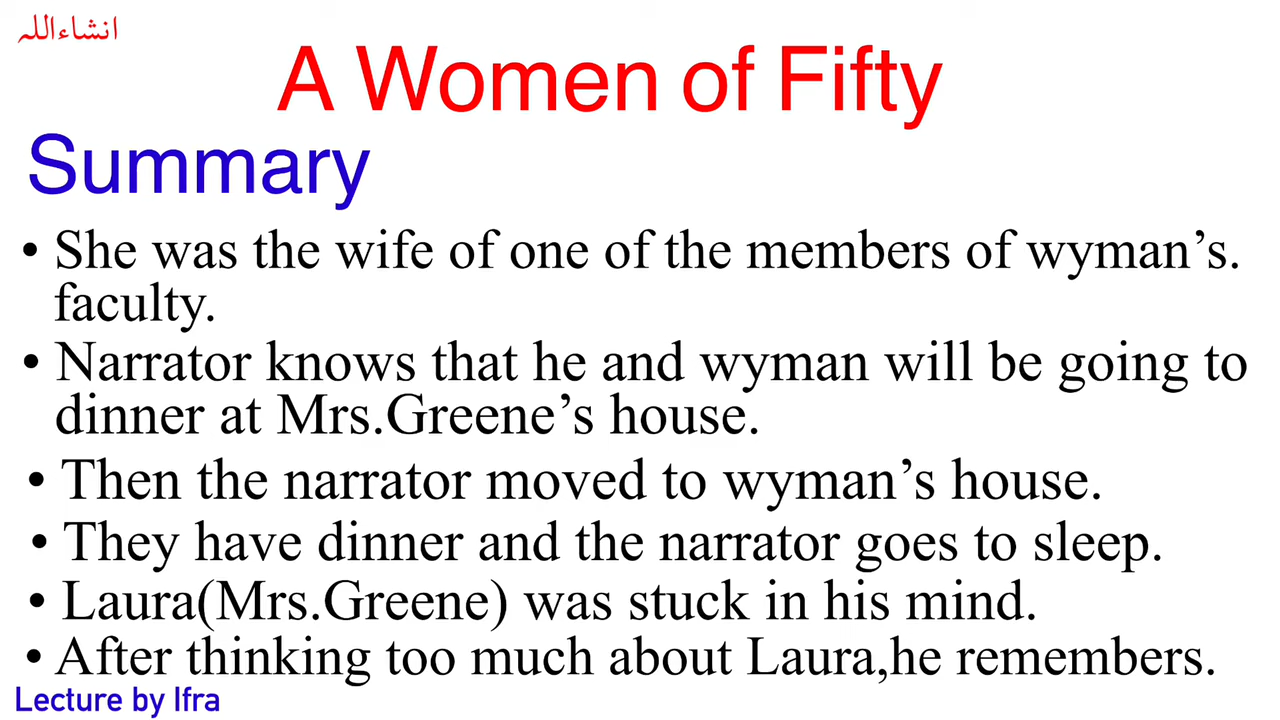 انشاءاللہ
A Women of Fifty
Summary
• She was the wife of one of the members of wyman’s.
faculty.
• Narrator knows that he and wyman will be going to
dinner at Mrs.Greene’s house.
• Then the narrator moved to wyman’s house.
• They have dinner and the narrator goes to sleep.
• Laura(Mrs.Greene) was stuck in his mind.
• After thinking too much about Laura,he remembers.
Lecture by Ifra